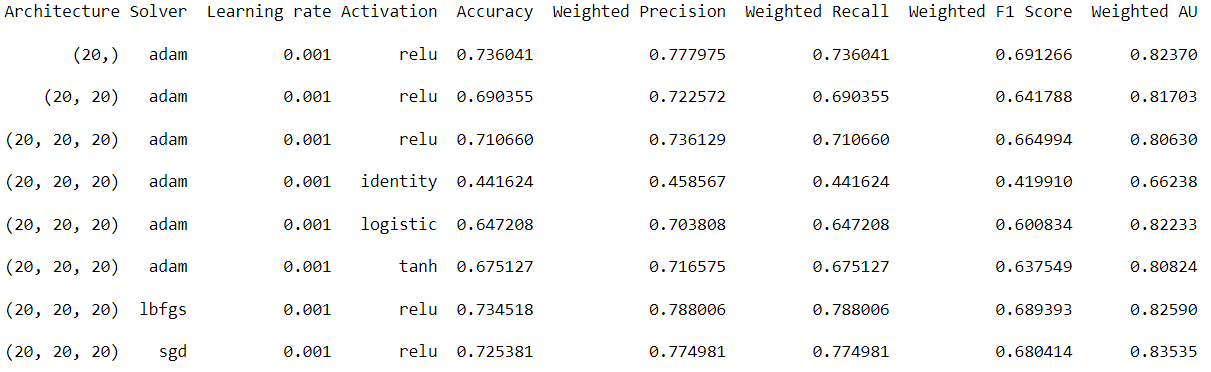 Architecture Solver Learning rate Activation Accuracy Weighted Precision Weighted Recall Weighted F1 Score Weighted AU
(20,) adam 0.001 relu 0.736041 0.777975 0.736041 0.691266 0.82370
(20, 20) adam 0.001 relu 0.690355 0.722572 0.690355 0.641788 0.81703
(20, 20, 20) adam 0.001 relu 0.710660 0.736129 0.710660 0.664994 0.80630
(20, 20, 20) adam 0.001 identity 0.441624 0.458567 0.441624 0.419910 0.66238
(20, 20, 20) adam 0.001 logistic 0.647208 0.703808 0.647208 0.600834 0.82233
(20, 20, 20) adam 0.001 tanh 0.675127 0.716575 0.675127 0.637549 0.80824
(20, 20, 20) lbfgs 0.001 relu 0.734518 0.788006 0.788006 0.689393 0.82590
(20, 20, 20) sgd 0.001 relu 0.725381 0.774981 0.774981 0.680414 0.83535